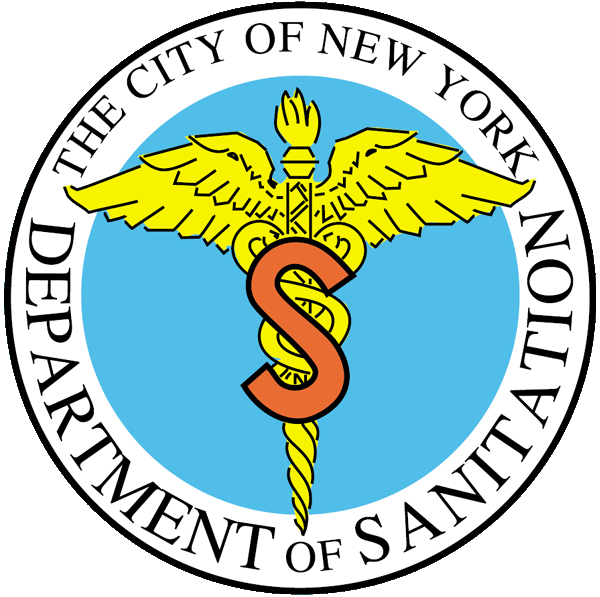 THE CITY OF NEW YORK
DEPARTMENT OF SANITATION
S